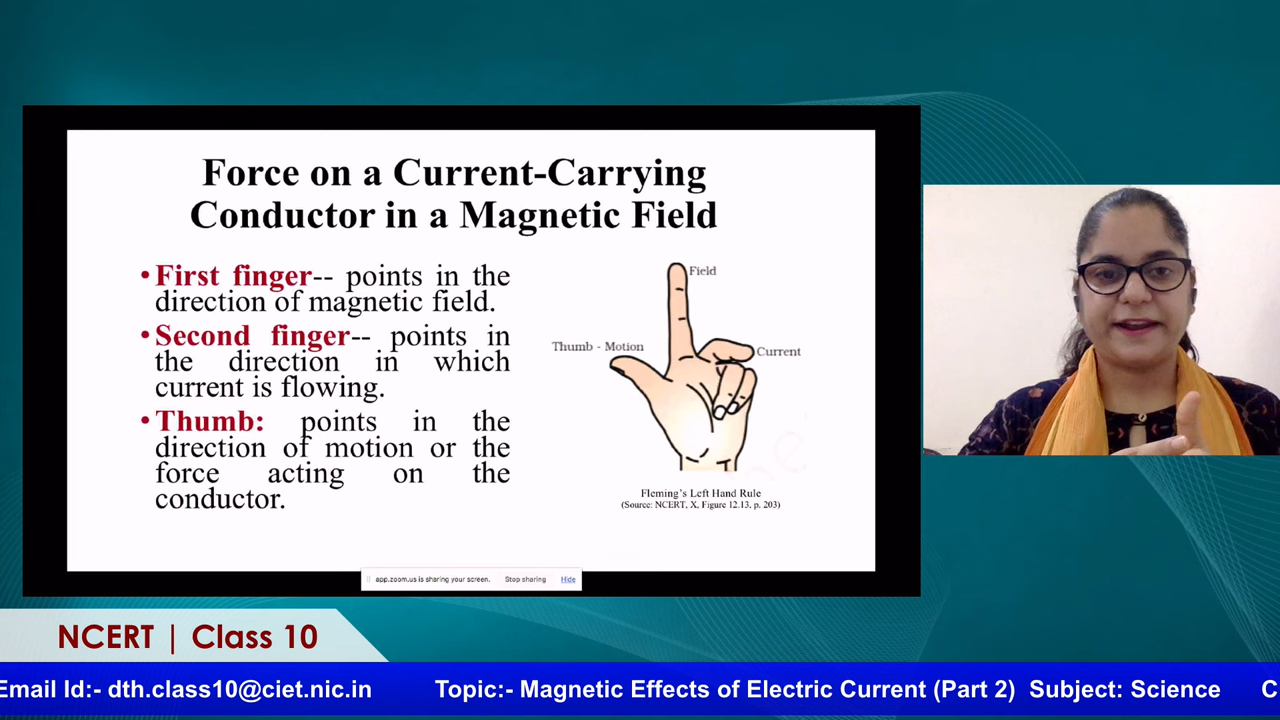 Force on a Current-Carrying
Conductor in a Magnetic Field
•First finger-- points in the
direction of magnetic field.
•Second finger-- points in
the direction in which
current is flowing.
•Thumb: points in the
direction of motion or the
force acting on the
conductor.
Field
Thumb - Motion
Current
Fleming's Left Hand Rule
(Source: NCERT, X, Figure 12.13, p. 203)
app.zoom.us is sharing your screen. Stop sharing Hide
NCERT | Class 10
Email Id:- dth.class10@ciet.nic.in Topic:- Magnetic Effects of Electric Current (Part 2) Subject: Science C